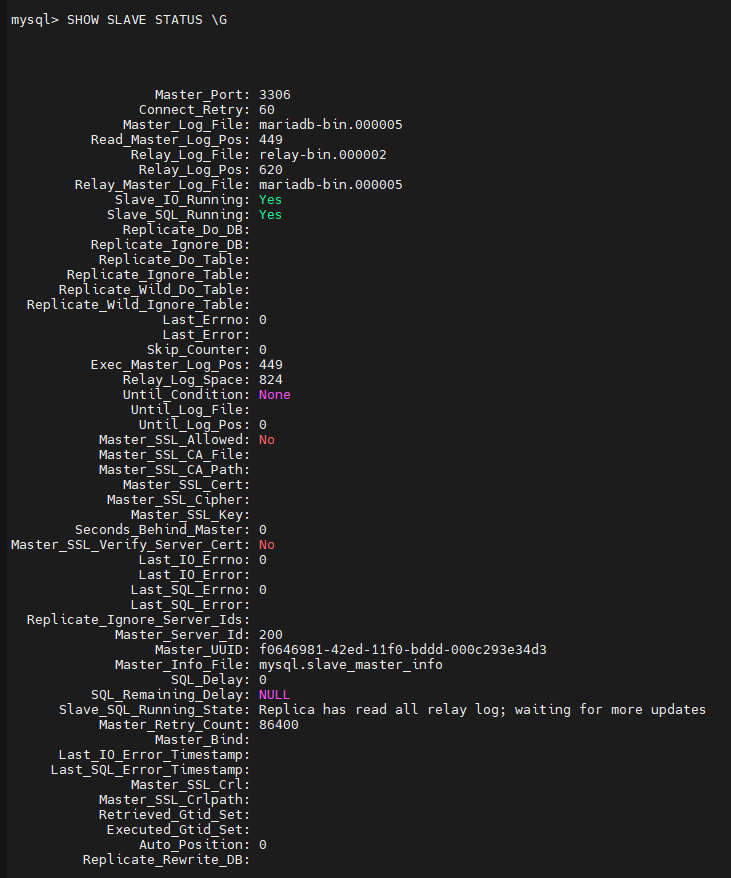 mysql> SHOW SLAVE STATUS \G
Master_Port: 3306
Connect_Retry: 60
Master_Log_File: mariadb-bin.000005
Read_Master_Log_Pos: 449
Relay_Log_File: relay-bin.000002
Relay_Log_Pos: 620
Relay_Master_Log_File: mariadb-bin.000005
Slave_IO_Running: Yes
Slave_SQL_Running: Yes
Replicate_Do_DB:
Replicate_Ignore_DB:
Replicate_Do_Table:
Replicate_Ignore_Table:
Replicate_Wild_Do_Table:
Replicate_Wild_Ignore_Table:
Last_Errno: 0
Last_Error:
Skip_Counter: 0
Exec_Master_Log_Pos: 449
Relay_Log_Space: 824
Until_Condition: None
Until_Log_File:
Until_Log_Pos: 0
Master_SSL_Allowed: No
Master_SSL_CA_File:
Master_SSL_CA_Path:
Master_SSL_Cert:
Master_SSL_Cipher:
Master_SSL_Key:
Seconds_Behind_Master: 0
Master_SSL_Verify_Server_Cert: No
Last_IO_Errno: 0
Last_IO_Error:
Last_SQL_Errno: 0
Last_SQL_Error:
Replicate_Ignore_Server_Ids:
Master_Server_Id: 200
Master_UUID: f0646981-42ed-11f0-bddd-000c293e34d3
Master_Info_File: mysql.slave_master_info
SQL_Delay: 0
SQL_Remaining_Delay: NULL
Slave_SQL_Running_State: Replica has read all relay log; waiting for more updates
Master_Retry_Count: 86400
Master_Bind:
Last_IO_Error_Timestamp:
Last_SQL_Error_Timestamp:
Master_SSL_Crl:
Master_SSL_Crlpath:
Retrieved_Gtid_Set:
Executed_Gtid_Set:
Auto_Position: 0
Replicate_Rewrite_DB: